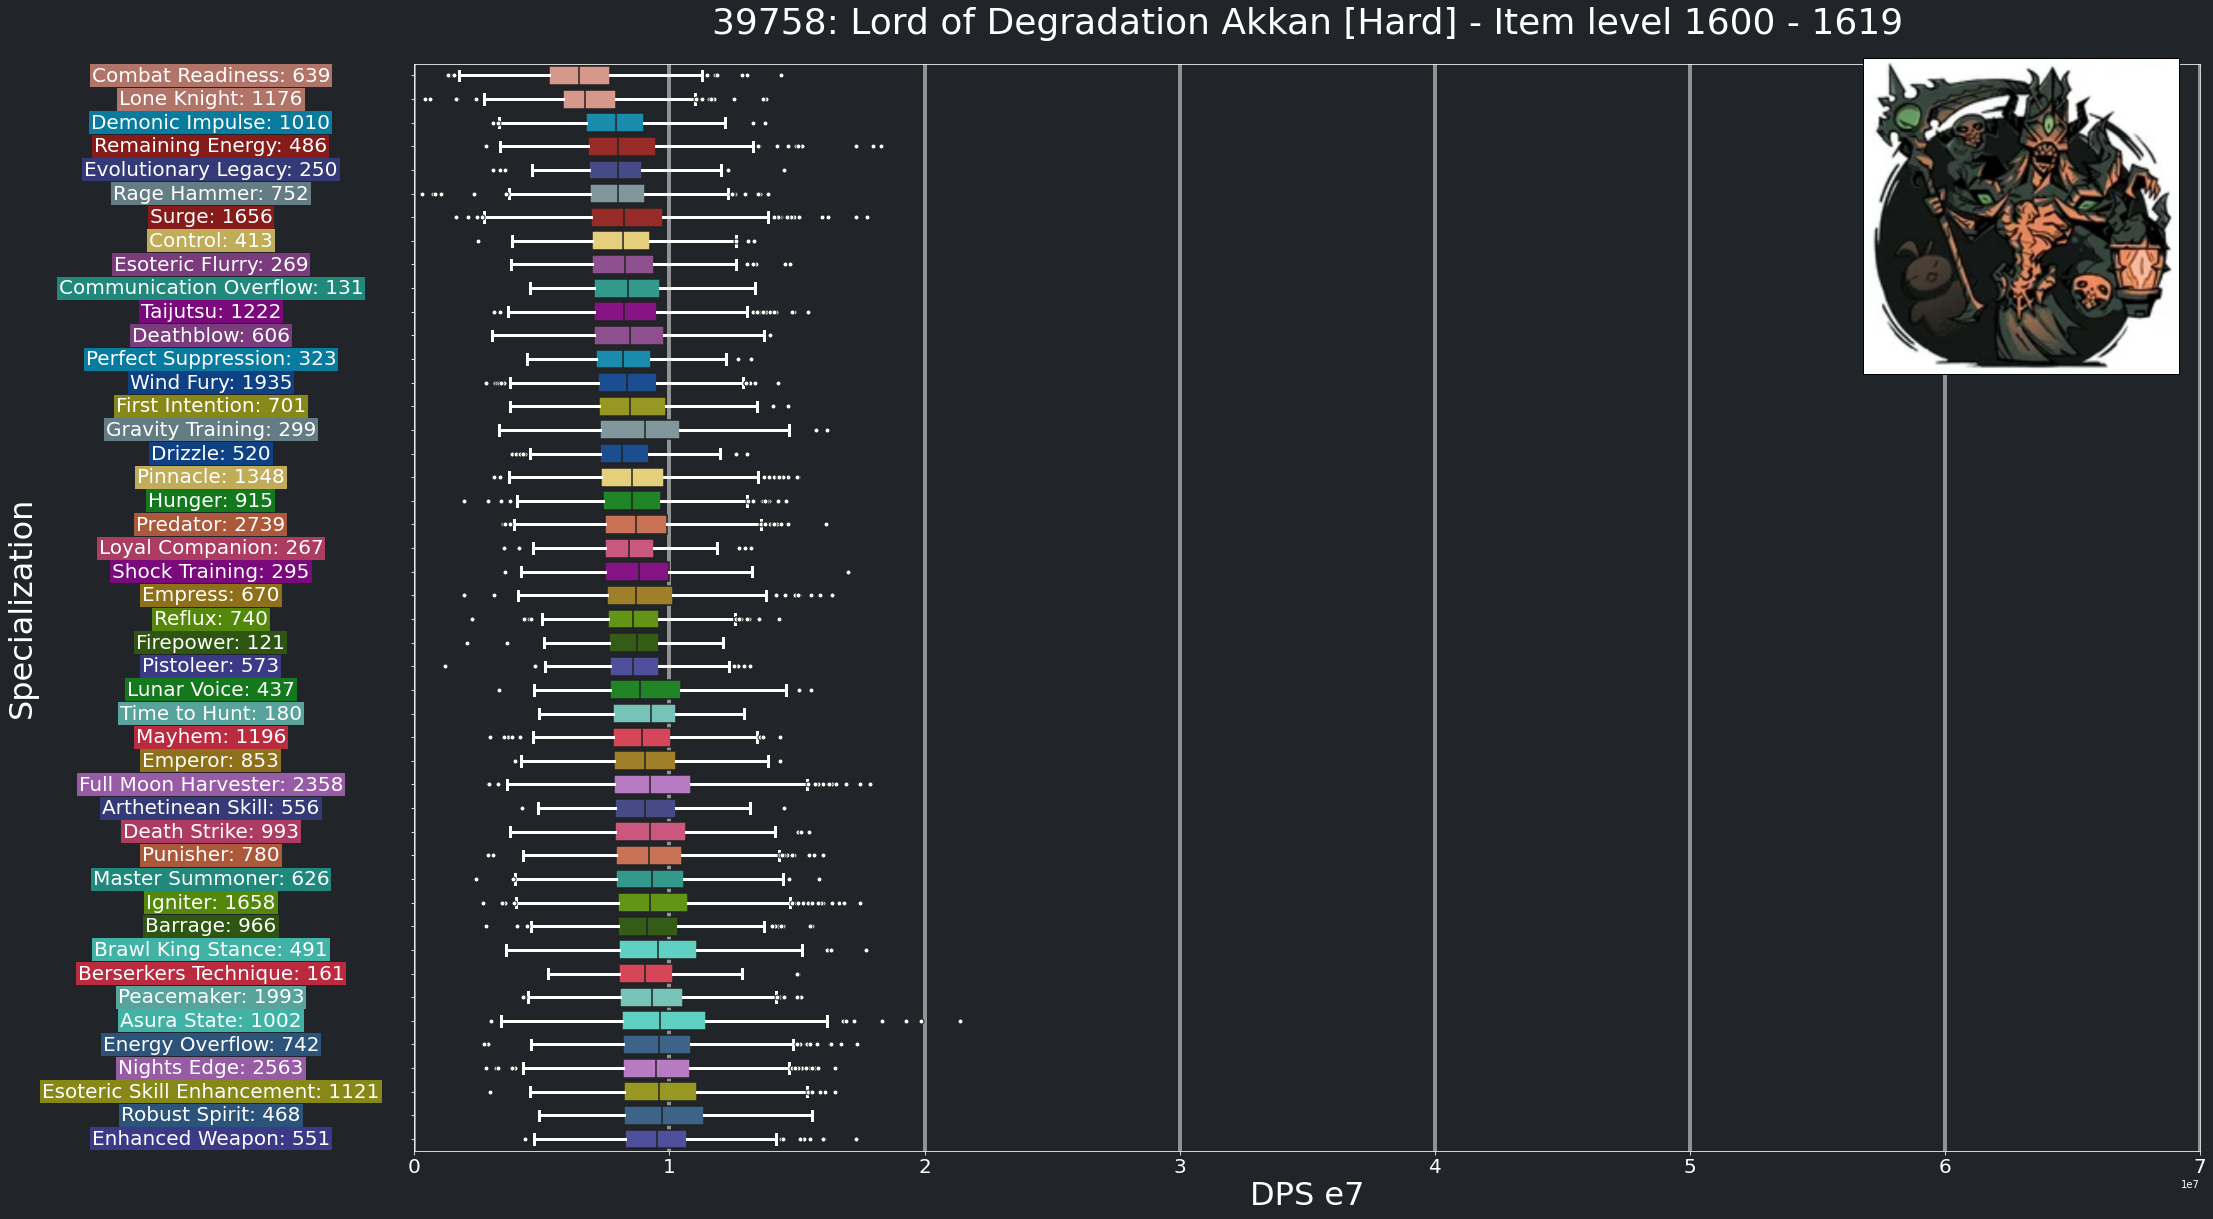 39758: Lord of Degradation Akkan [Hard] - Item level 1600 - 1619
Combat Readiness: 639
Lone Knight: 1176
Demonic Impulse: 1010
Remaining Energy: 486
Evolutionary Legacy: 250
Rage Hammer: 752
Surge: 1656
Control: 413
Esoteric Flurry: 269
Communication Overflow: 131
Taijutsu: 1222
Deathblow: 606
Perfect Suppression: 323
Wind Fury: 1935
First Intention: 701
Gravity Training: 299
Drizzle: 520
Pinnacle: 1348
Hunger: 915
Predator: 2739
Loyal Companion: 267
Shock Training: 295
Empress: 670
Reflux: 740
Firepower: 121
Pistoleer: 573
Lunar Voice: 437
Time to Hunt: 180
Mayhem: 1196
Emperor: 853
Full Moon Harvester: 2358
Arthetinean Skill: 556
Death Strike: 993
Punisher: 780
Master Summoner: 626
Igniter: 1658
Barrage: 966
Brawl King Stance: 491
Berserkers Technique: 161
Peacemaker: 1993
Asura State: 1002
Energy Overflow: 742
Nights Edge: 2563
Esoteric Skill Enhancement: 1121
Robust Spirit: 468
Enhanced Weapon: 551
Specialization
0 1 2 3 4 5 6 7
1e7
DPS e7